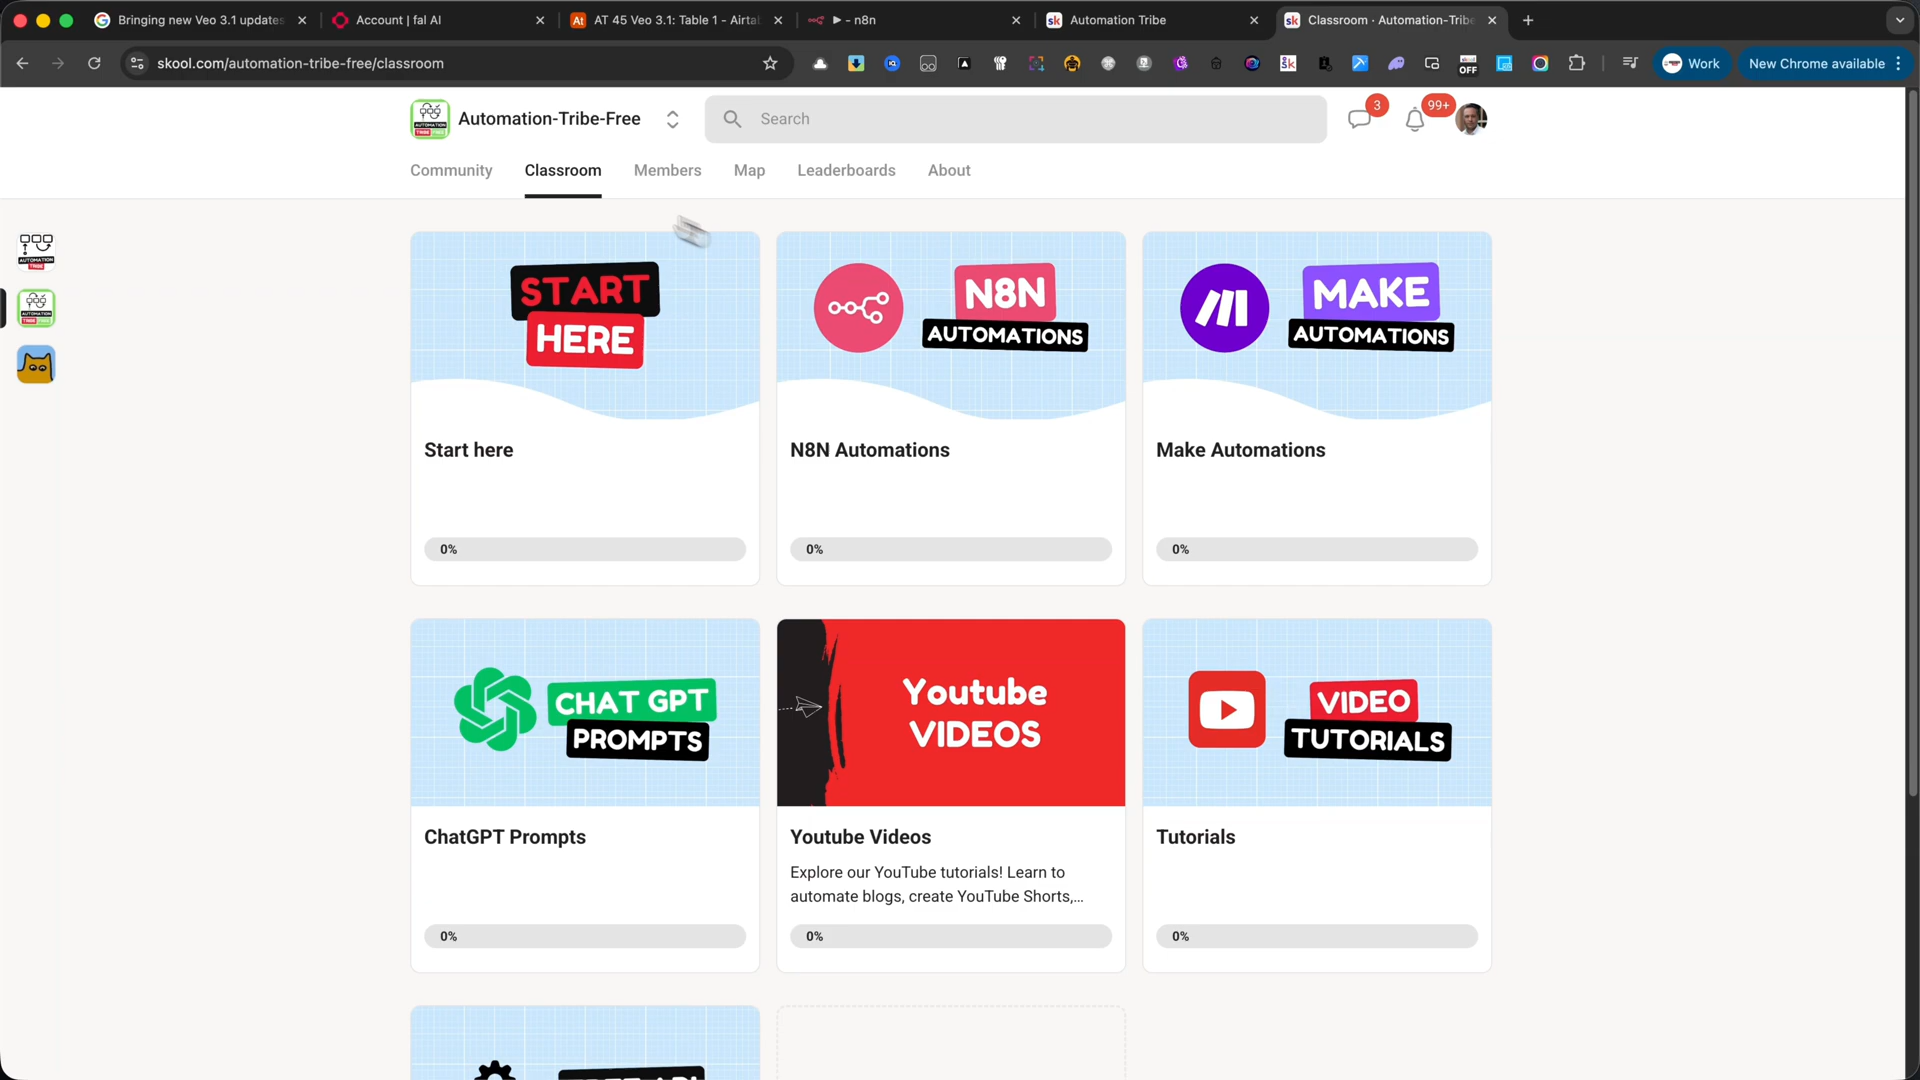 Bringing new Veo 3.1 updates
Account | fal AI
AT 45 Veo 3.1: Table 1 - Airta
▶ - n8n
Automation Tribe
Classroom · Automation-Tribe
skool.com/automation-tribe-free/classroom
OFF
Work
New Chrome available
Automation-Tribe-Free
Search
3
99+
Community
Classroom
Members
Map
Leaderboards
About
START
HERE
Start here
0%
N8N
AUTOMATIONS
N8N Automations
0%
MAKE
AUTOMATIONS
Make Automations
0%
CHAT GPT
PROMPTS
ChatGPT Prompts
0%
Youtube
VIDEOS
Youtube Videos
Explore our YouTube tutorials! Learn to
automate blogs, create YouTube Shorts,...
0%
VIDEO
TUTORIALS
Tutorials
0%